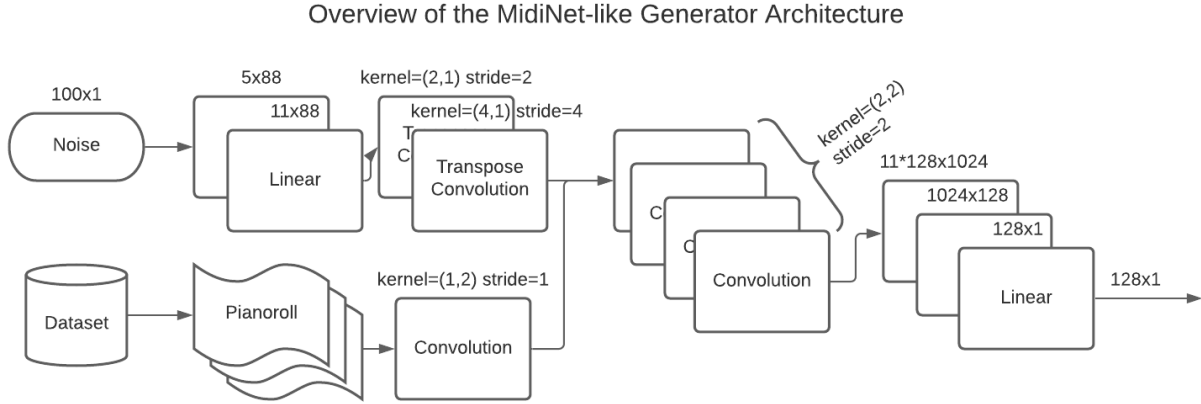 Overview of the MidiNet-like Generator Architecture
100x1
Noise
5x88
11x88
Linear
kernel=(2,1) stride=2
kernel=(4,1) stride=4
T
C
Transpose
Convolution
Dataset
Pianoroll
kernel=(1,2) stride=1
Convolution
C
C
Convolution
kernel=(2,2)
stride=2
11*128x1024
1024x128
128x1
Linear
128x1